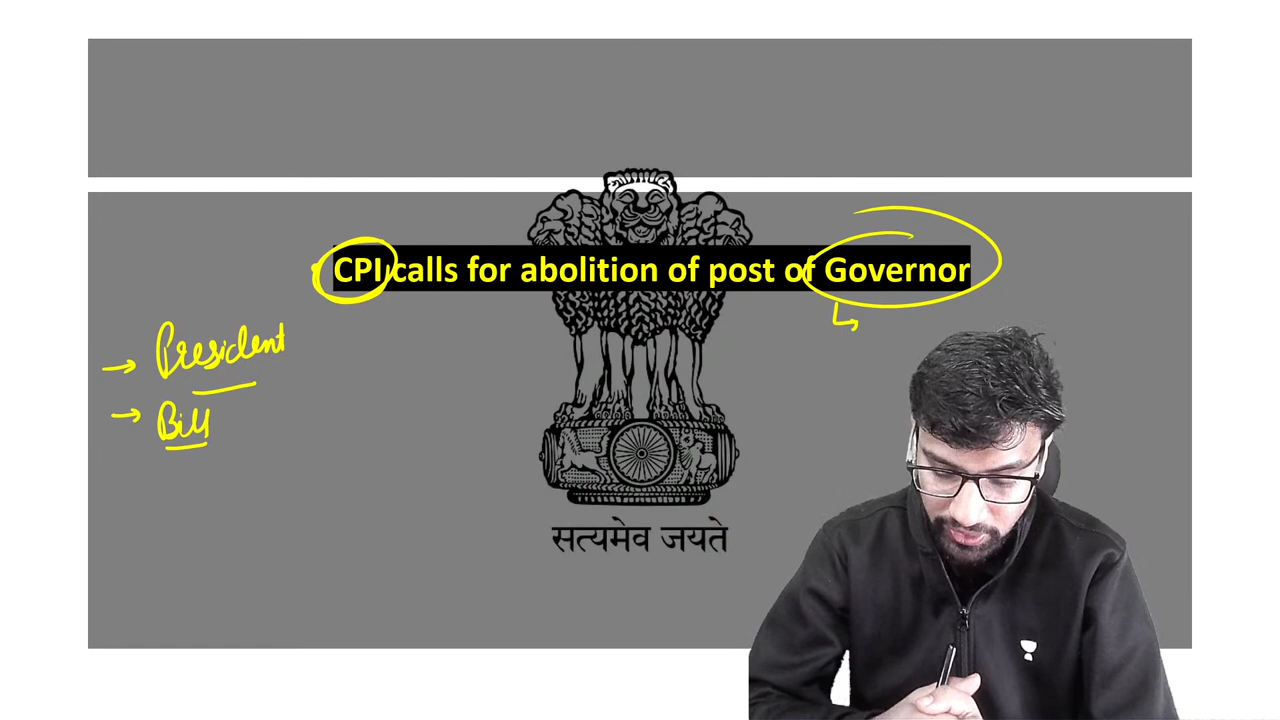 CPI calls for abolition of post of Governor
→ President
→ Bill
सत्यमेव जयते